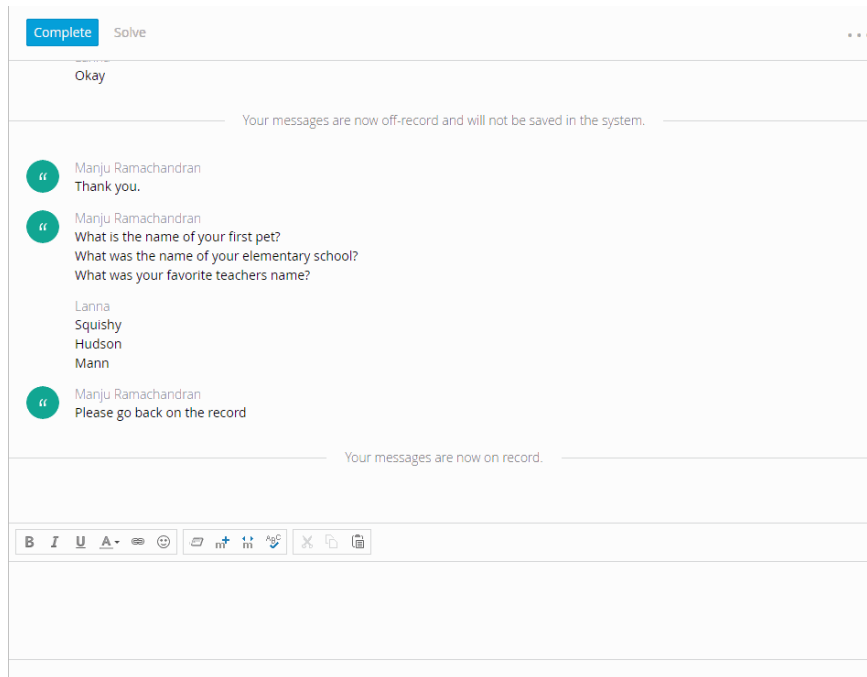 Complete
Solve
Okay
Your messages are now off-record and will not be saved in the system.
Manju Ramachandran
Thank you.
Manju Ramachandran
What is the name of your first pet?
What was the name of your elementary school?
What was your favorite teachers name?
Lanna
Squishy
Hudson
Mann
Manju Ramachandran
Please go back on the record
Your messages are now on record.
B I U A m m ABC